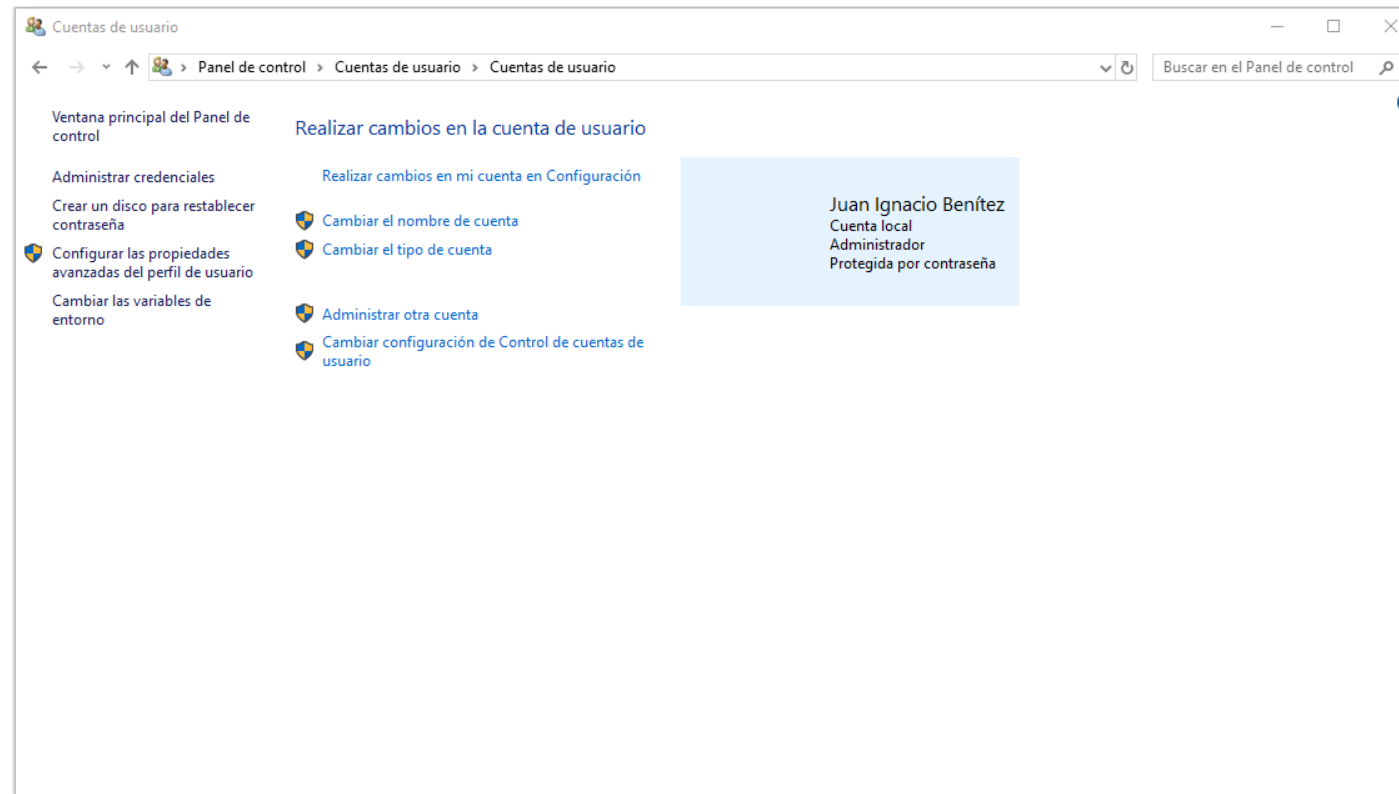 Cuentas de usuario
Panel de control > Cuentas de usuario > Cuentas de usuario
Buscar en el Panel de control
Ventana principal del Panel de
control
Administrar credenciales
Crear un disco para restablecer
contraseña
Configurar las propiedades
avanzadas del perfil de usuario
Cambiar las variables de
entorno
Realizar cambios en la cuenta de usuario
Realizar cambios en mi cuenta en Configuración
Cambiar el nombre de cuenta
Cambiar el tipo de cuenta
Administrar otra cuenta
Cambiar configuración de Control de cuentas de
usuario
Juan Ignacio Benítez
Cuenta local
Administrador
Protegida por contraseña